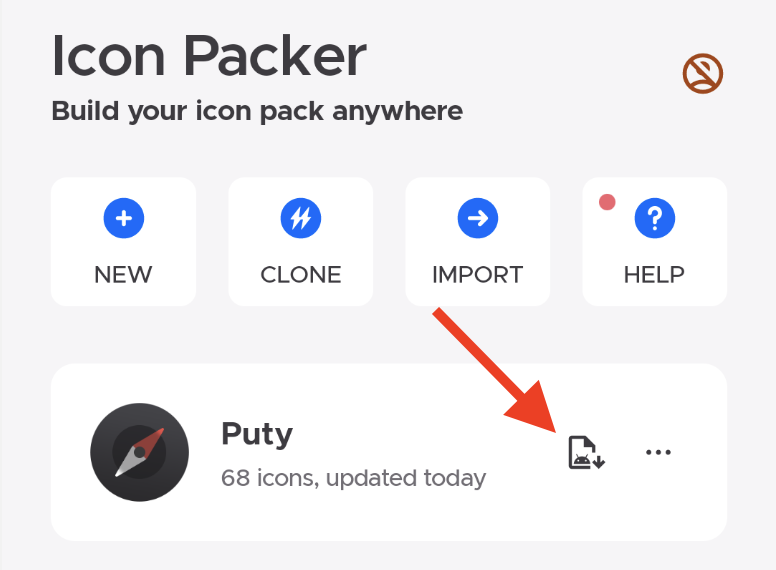 Icon Packer
Build your icon pack anywhere
NEW
CLONE
IMPORT
HELP
Puty
68 icons, updated today